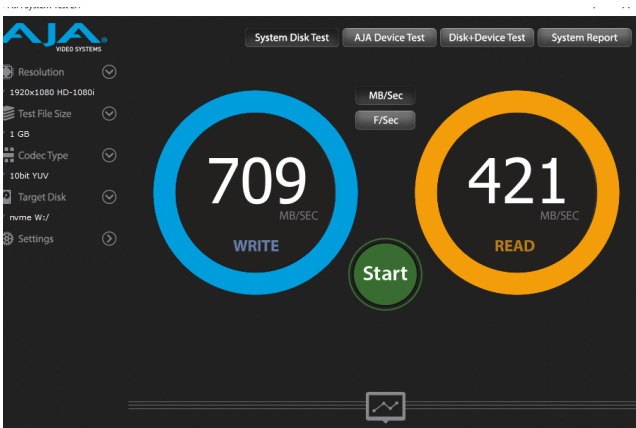 AJA
VIDEO SYSTEMS
System Disk Test
AJA Device Test
Disk+Device Test
System Report
Resolution
1920x1080 HD-1080i
Test File Size
1 GB
Codec Type
10bit YUV
Target Disk
nvme W:/
Settings
MB/Sec
F/Sec
709
MB/SEC
WRITE
421
MB/SEC
READ
Start